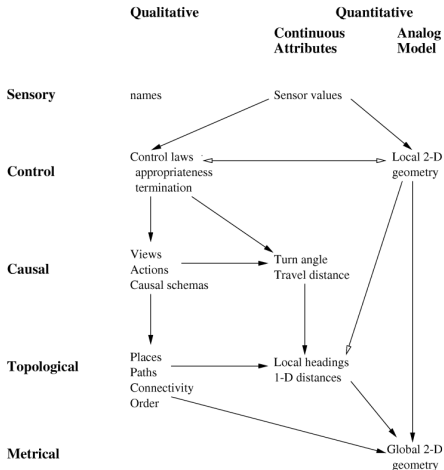 Qualitative
Quantitative
Continuous
Attributes
Analog
Model
Sensory
names
Sensor values
Control
Control laws
appropriateness
termination
Local 2-D
geometry
Causal
Views
Actions
Causal schemas
Turn angle
Travel distance
Topological
Places
Paths
Connectivity
Order
Local headings
1-D distances
Metrical
Global 2-D
geometry